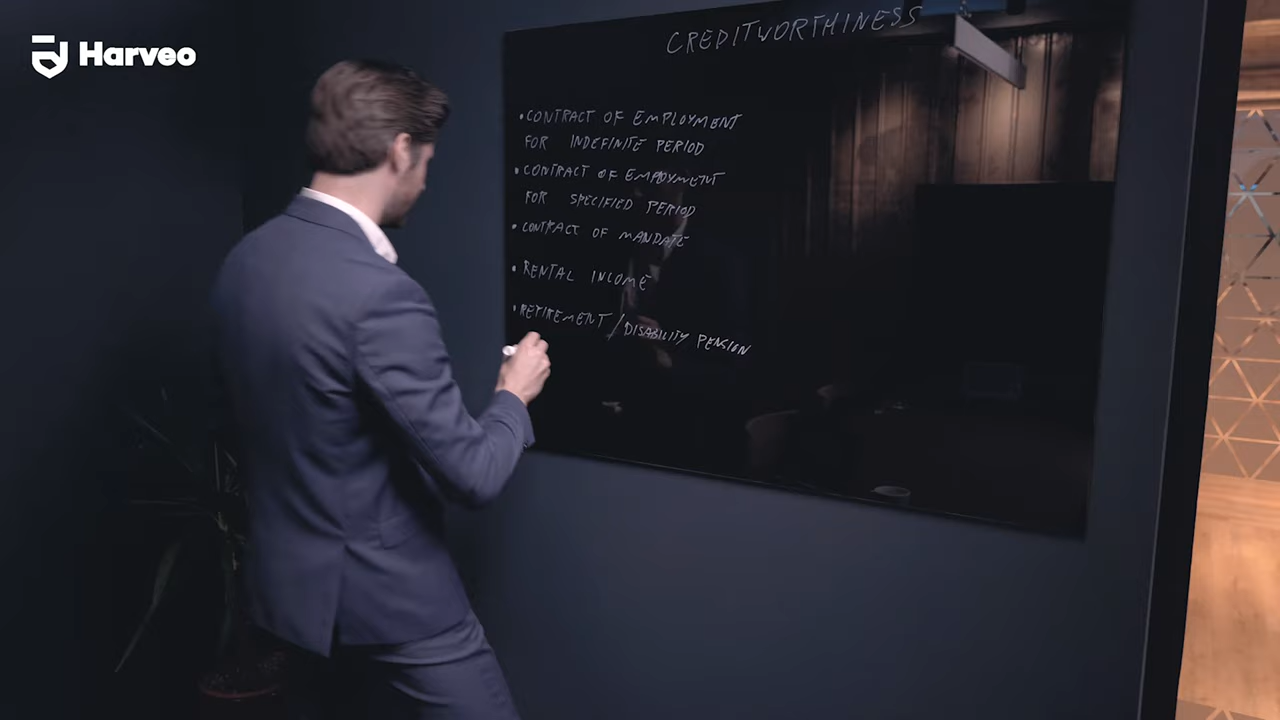 Harveo
CREDITWORTHINESS
• CONTRACT OF EMPLOYMENT
FOR INDEFINITE PERIOD
• CONTRACT OF EMPOYMENT
FOR SPECIFIED PERIOD
• CONTRACT OF MANDATE
• RENTAL INCOME
• RETIREMENT / DISABILITY PENSION